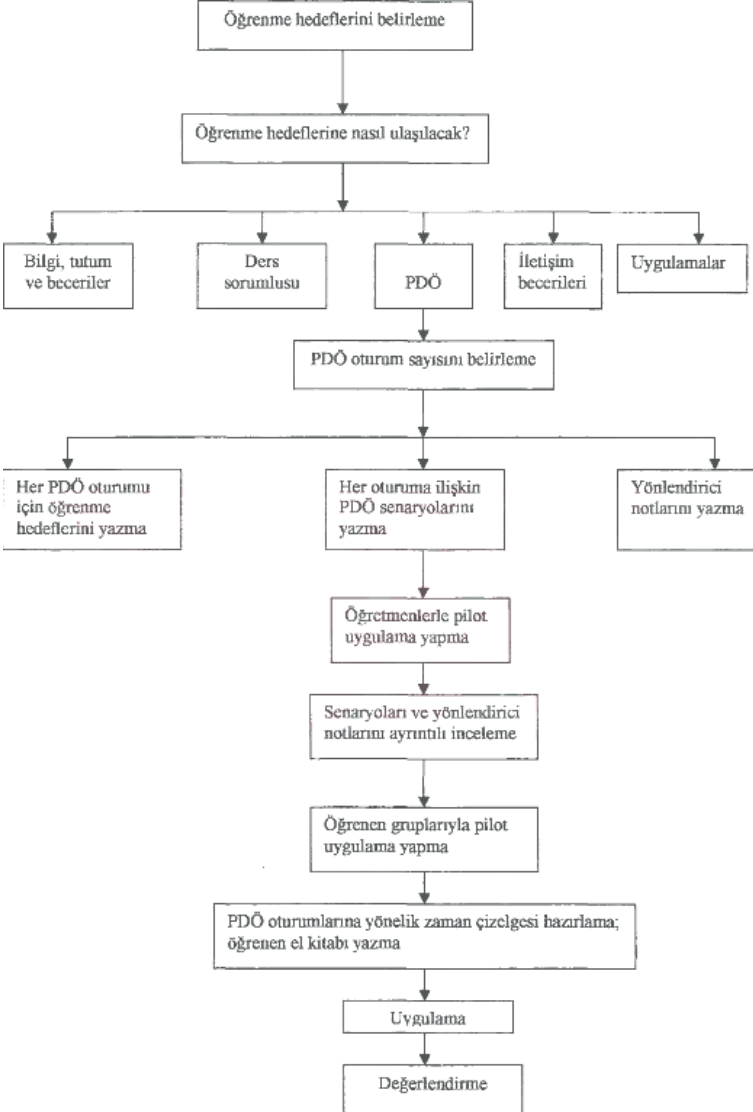 Öğrenme hedeflerini belirleme
Öğrenme hedeflerine nasıl ulaşılacak?
Bilgi, tutum
ve beceriler
Ders
sorumlusu
PDÖ
İletişim
becerileri
Uygulamalar
PDÖ oturum sayısını belirleme
Her PDÖ oturumu
için öğrenme
hedeflerini yazma
Her oturuma ilişkin
PDÖ senaryolarını
yazma
Yönlendirici
notlarını yazma
Öğretmenlerle pilot
uygulama yapma
Senaryoları ve yönlendirici
notlarını ayrıntılı inceleme
Öğrenen gruplarıyla pilot
uygulama yapma
PDÖ oturumlarına yönelik zaman çizelgesi hazırlama;
öğrenen el kitabı yazma
Uygulama
Değerlendirme